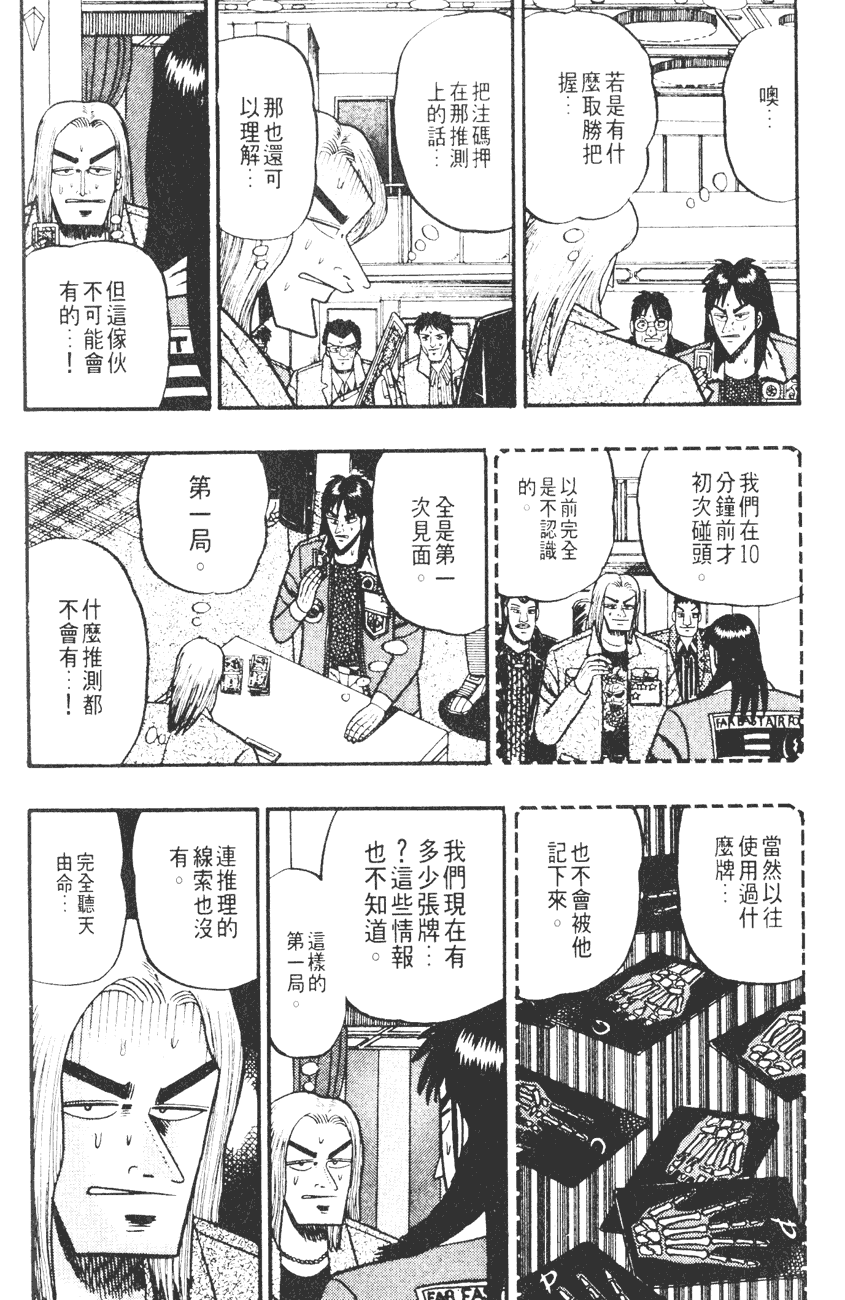 噢…
若是有什
麼取勝把
握…
把注碼押
在那推測
上的話…
那也還可
以理解…
但這傢伙
不可能會
有的…！
我們在10
分鐘前才
初次碰頭
。
以前完全
是不認識
的。
FAR EAST AIR FO
全是第一
次見面。
第一局。
什麼推測都
不會有…！
當然以往
使用過什
麼牌…
也不會被他
記下來。
我們現在有
多少張牌…
？這些情報
也不知道。
這樣的
第一局。
FAR FAS
連推理的
線索也沒
有。
完全聽天
由命…